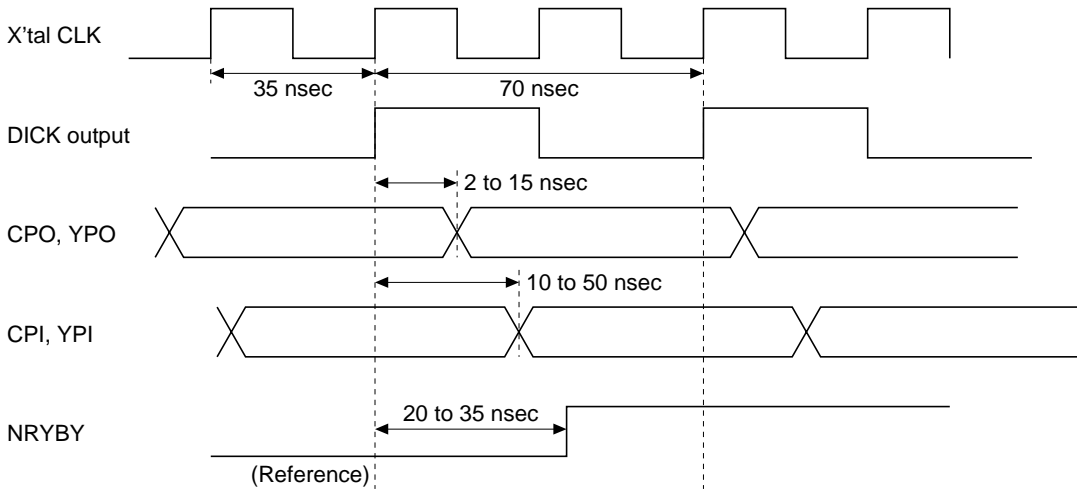 X'tal CLK
35 nsec
70 nsec
DICK output
2 to 15 nsec
CPO, YPO
10 to 50 nsec
CPI, YPI
20 to 35 nsec
NRYBY
(Reference)